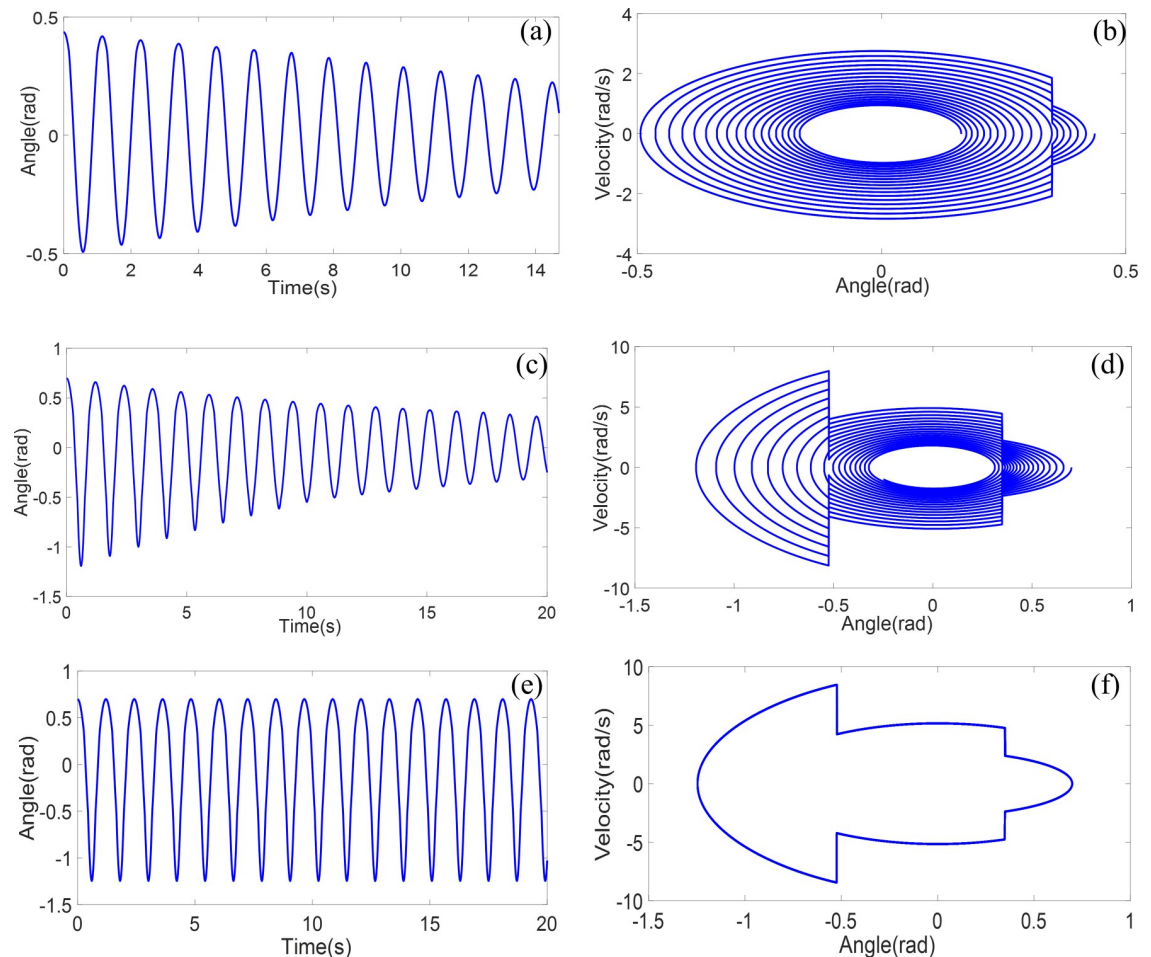 (a)
0.5
0
-0.5
Angle(rad)
0 2 4 6 8 10 12 14
Time(s)
(b)
4
2
0
-2
-4
Velocity(rad/s)
-0.5 0 0.5
Angle(rad)
(c)
1
0.5
0
-0.5
-1
-1.5
Angle(rad)
0 5 10 15 20
Time(s)
(d)
10
5
0
-5
-10
Velocity(rad/s)
-1.5 -1 -0.5 0 0.5 1
Angle(rad)
(e)
1
0.5
0
-0.5
-1
-1.5
Angle(rad)
0 5 10 15 20
Time(s)
(f)
10
5
0
-5
-10
Velocity(rad/s)
-1.5 -1 -0.5 0 0.5 1
Angle(rad)